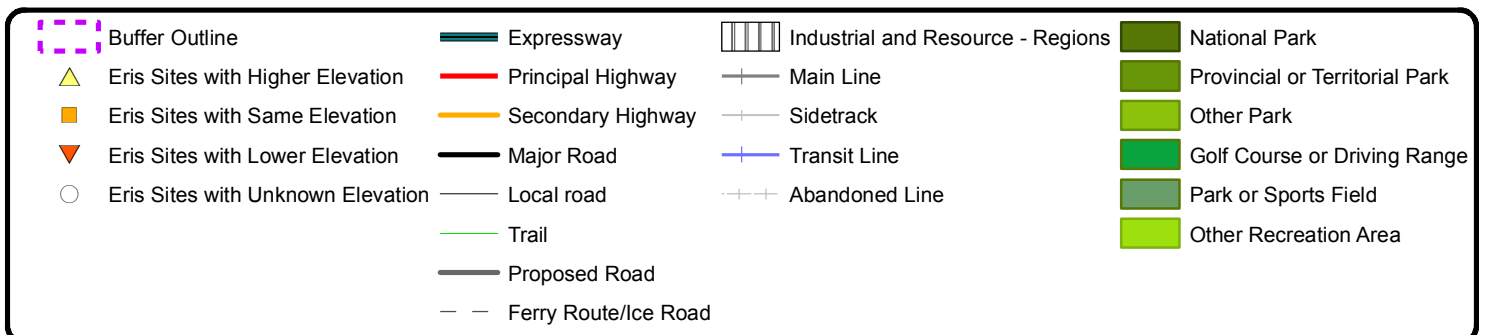 Buffer Outline
Eris Sites with Higher Elevation
Eris Sites with Same Elevation
Eris Sites with Lower Elevation
Eris Sites with Unknown Elevation
Expressway
Principal Highway
Secondary Highway
Major Road
Local road
Trail
Proposed Road
Ferry Route/Ice Road
Industrial and Resource - Regions
Main Line
Sidetrack
Transit Line
Abandoned Line
National Park
Provincial or Territorial Park
Other Park
Golf Course or Driving Range
Park or Sports Field
Other Recreation Area